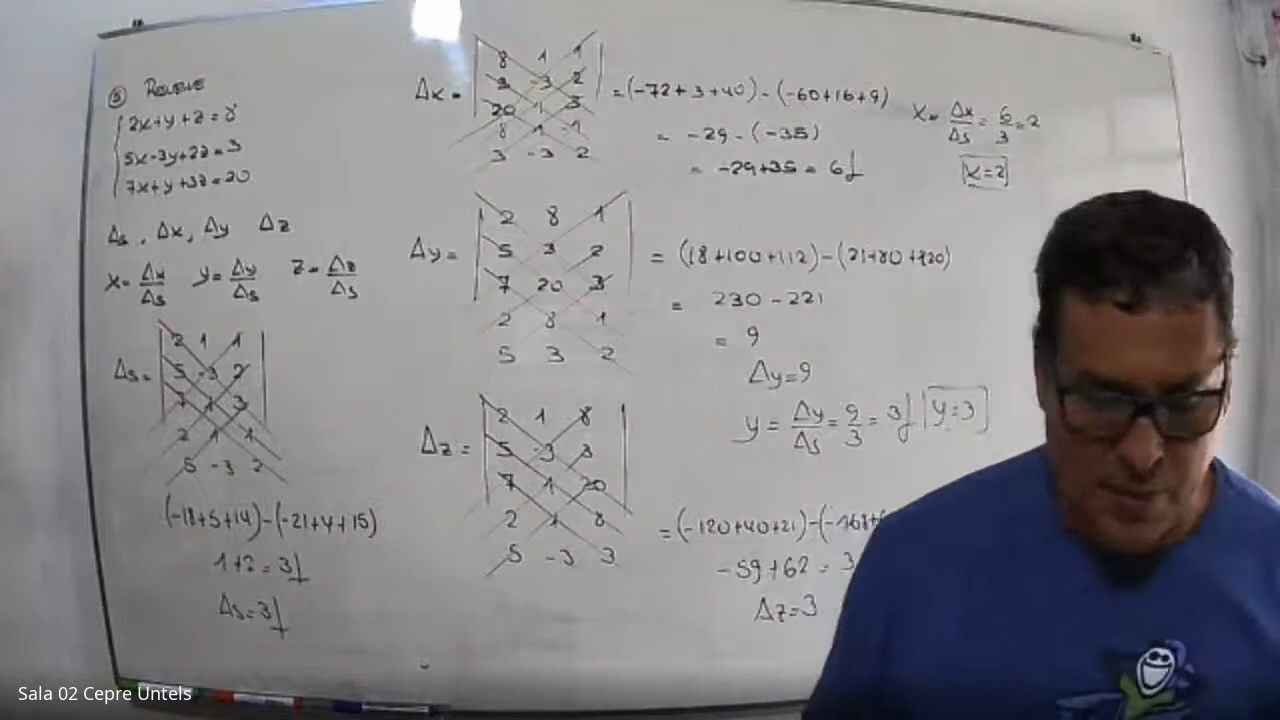 ⑤ RESUELVE
2x+y+z=8
5x-3y+2z=3
7x+y+3z=20
Δs, Δx, Δy Δz
x= Δx/Δs y= Δy/Δs z= Δz/Δs
Δs=
2 1 1
5 -3 2
7 1 3
2 1 1
5 -3 2
(-18+5+14)-(-21+4+15)
1+2=3
Δs=3
Δx=
8 1 1
3 -3 2
20 1 3
8 1 1
3 -3 2
=(-72+3+40)-(-60+16+9)
= -29-(-35)
= -29+35=6
x= Δx/Δs = 6/3 =2
x=2
Δy=
2 8 1
5 3 2
7 20 3
2 8 1
5 3 2
= (18+100+112)-(21+80+120)
= 230-221
= 9
Δy=9
y= Δy/Δs = 9/3 = 3 y=3
Δz=
2 1 8
5 -3 3
7 1 20
2 1 8
5 -3 3
=(-120+40+21)-(-168+
-59+62=3
Δz=3
Sala 02 Cepre Untels